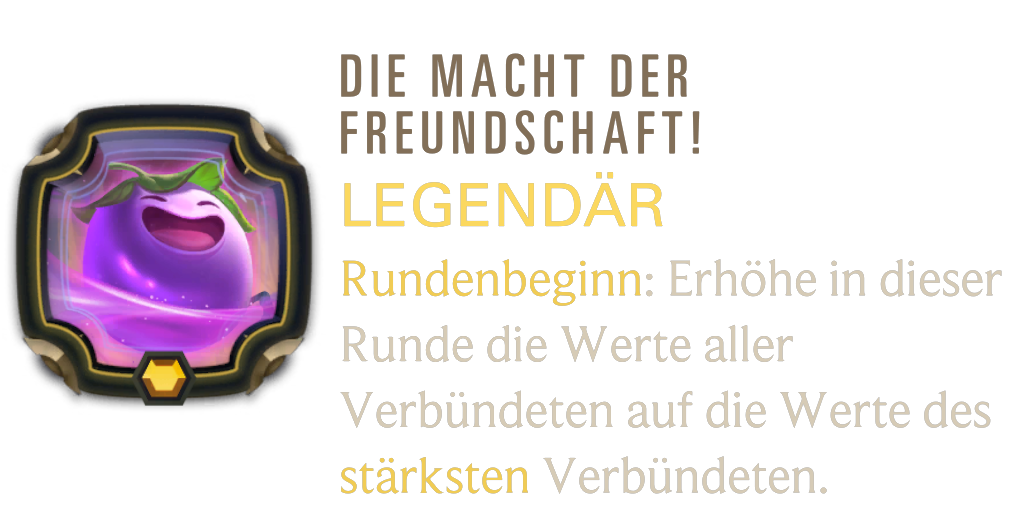 DIE MACHT DER
FREUNDSCHAFT!
LEGENDÄR
Rundenbeginn: Erhöhe in dieser
Runde die Werte aller
Verbündeten auf die Werte des
stärksten Verbündeten.